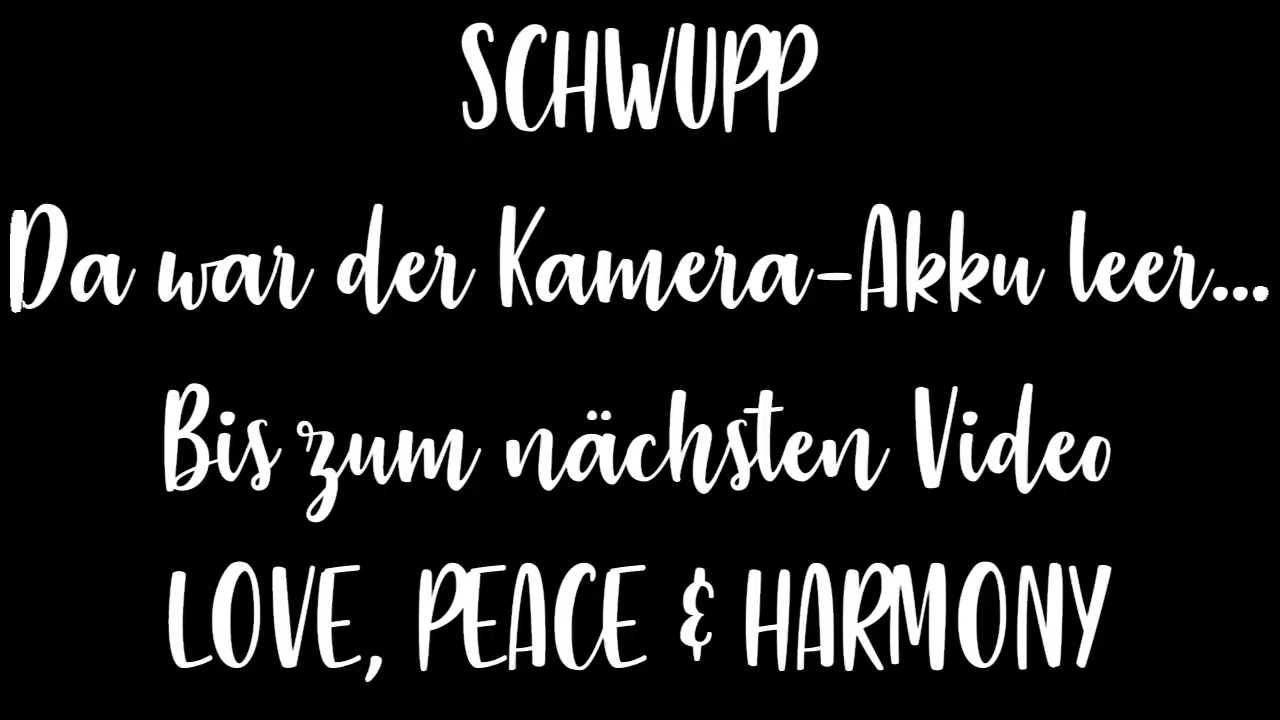 SCHWUPP
Da war der Kamera-Akku leer...
Bis zum nächsten Video
LOVE, PEACE & HARMONY